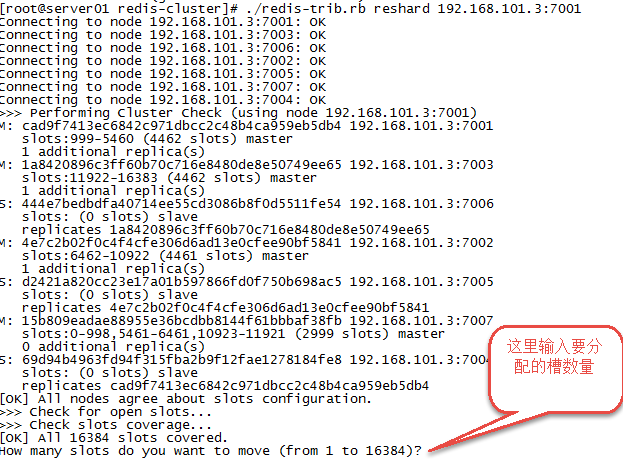 [root@server01 redis-cluster]# ./redis-trib.rb reshard 192.168.101.3:7001
Connecting to node 192.168.101.3:7001: OK
Connecting to node 192.168.101.3:7003: OK
Connecting to node 192.168.101.3:7006: OK
Connecting to node 192.168.101.3:7002: OK
Connecting to node 192.168.101.3:7005: OK
Connecting to node 192.168.101.3:7007: OK
Connecting to node 192.168.101.3:7004: OK
>>> Performing Cluster Check (using node 192.168.101.3:7001)
M: cad9f7413ec6842c971dbcc2c48b4ca959eb5db4 192.168.101.3:7001
slots:999-5460 (4462 slots) master
1 additional replica(s)
M: 1a8420896c3ff60b70c716e8480de8e50749ee65 192.168.101.3:7003
slots:11922-16383 (4462 slots) master
1 additional replica(s)
S: 444e7bedbdfa40714ee55cd3086b8f0d5511fe54 192.168.101.3:7006
slots: (0 slots) slave
replicates 1a8420896c3ff60b70c716e8480de8e50749ee65
M: 4e7c2b02f0c4f4cfe306d6ad13e0cfee90bf5841 192.168.101.3:7002
slots:6462-10922 (4461 slots) master
1 additional replica(s)
S: d2421a820cc23e17a01b597866fd0f750b698ac5 192.168.101.3:7005
slots: (0 slots) slave
replicates 4e7c2b02f0c4f4cfe306d6ad13e0cfee90bf5841
M: 15b809eadae88955e36bcdbb8144f61bbbaf38fb 192.168.101.3:7007
slots:0-998,5461-6461,10923-11921 (2999 slots) master
0 additional replica(s)
S: 69d94b4963fd94f315fba2b9f12fae1278184fe8 192.168.101.3:7004
slots: (0 slots) slave
replicates cad9f7413ec6842c971dbcc2c48b4ca959eb5db4
[OK] All nodes agree about slots configuration.
>>> Check for open slots...
>>> Check slots coverage...
[OK] All 16384 slots covered.
How many slots do you want to move (from 1 to 16384)?
这里输入要分
配的槽数量